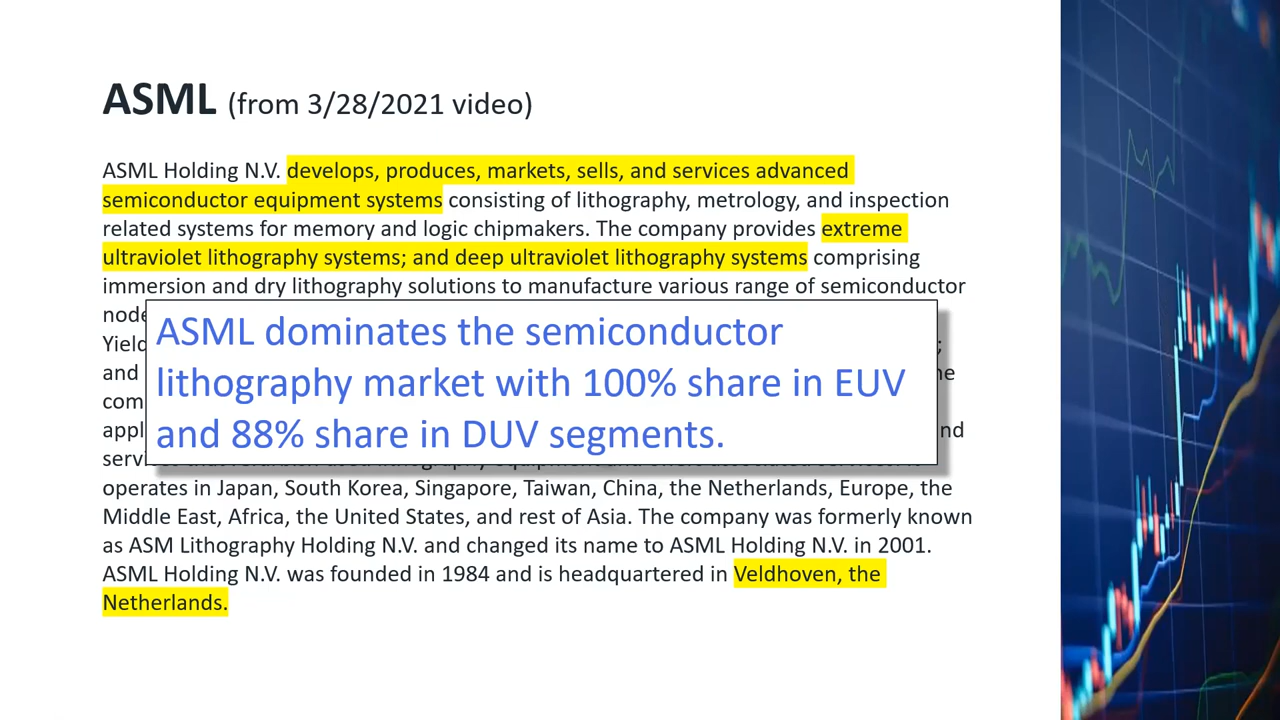 ASML (from 3/28/2021 video)
ASML Holding N.V. develops, produces, markets, sells, and services advanced
semiconductor equipment systems consisting of lithography, metrology, and inspection
related systems for memory and logic chipmakers. The company provides extreme
ultraviolet lithography systems; and deep ultraviolet lithography systems comprising
immersion and dry lithography solutions to manufacture various range of semiconductor
ASML dominates the semiconductor
lithography market with 100% share in EUV
and 88% share in DUV segments.
and
operates in Japan, South Korea, Singapore, Taiwan, China, the Netherlands, Europe, the
Middle East, Africa, the United States, and rest of Asia. The company was formerly known
as ASM Lithography Holding N.V. and changed its name to ASML Holding N.V. in 2001.
ASML Holding N.V. was founded in 1984 and is headquartered in Veldhoven, the
Netherlands.